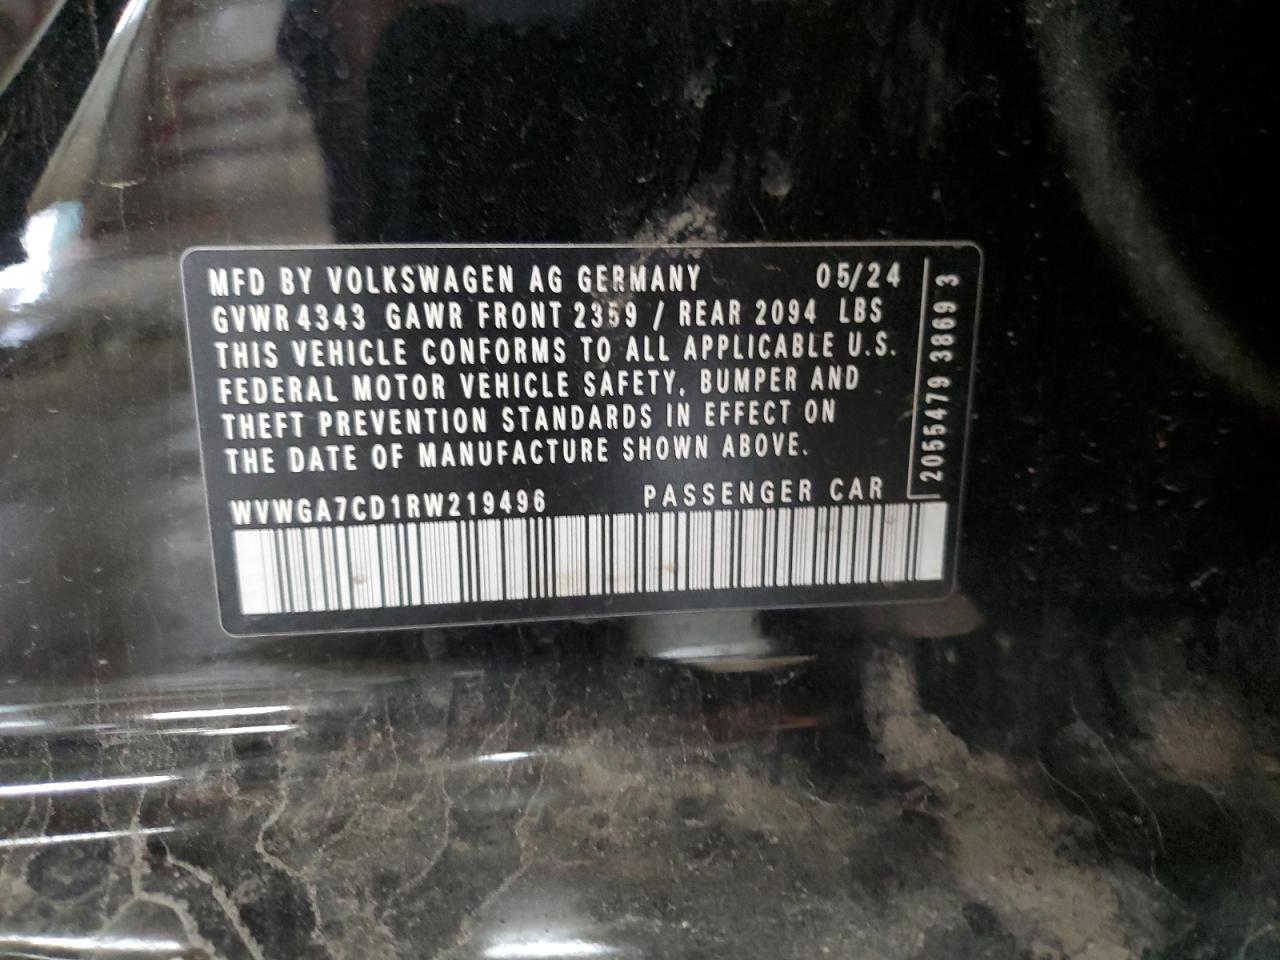 MFD BY VOLKSWAGEN AG GERMANY 05/24
GVWR 4343 GAWR FRONT 2359 / REAR 2094 LBS
THIS VEHICLE CONFORMS TO ALL APPLICABLE U.S.
FEDERAL MOTOR VEHICLE SAFETY, BUMPER AND
THEFT PREVENTION STANDARDS IN EFFECT ON
THE DATE OF MANUFACTURE SHOWN ABOVE.
WVWGA7CD1RW219496 PASSENGER CAR
2055479 3869 3